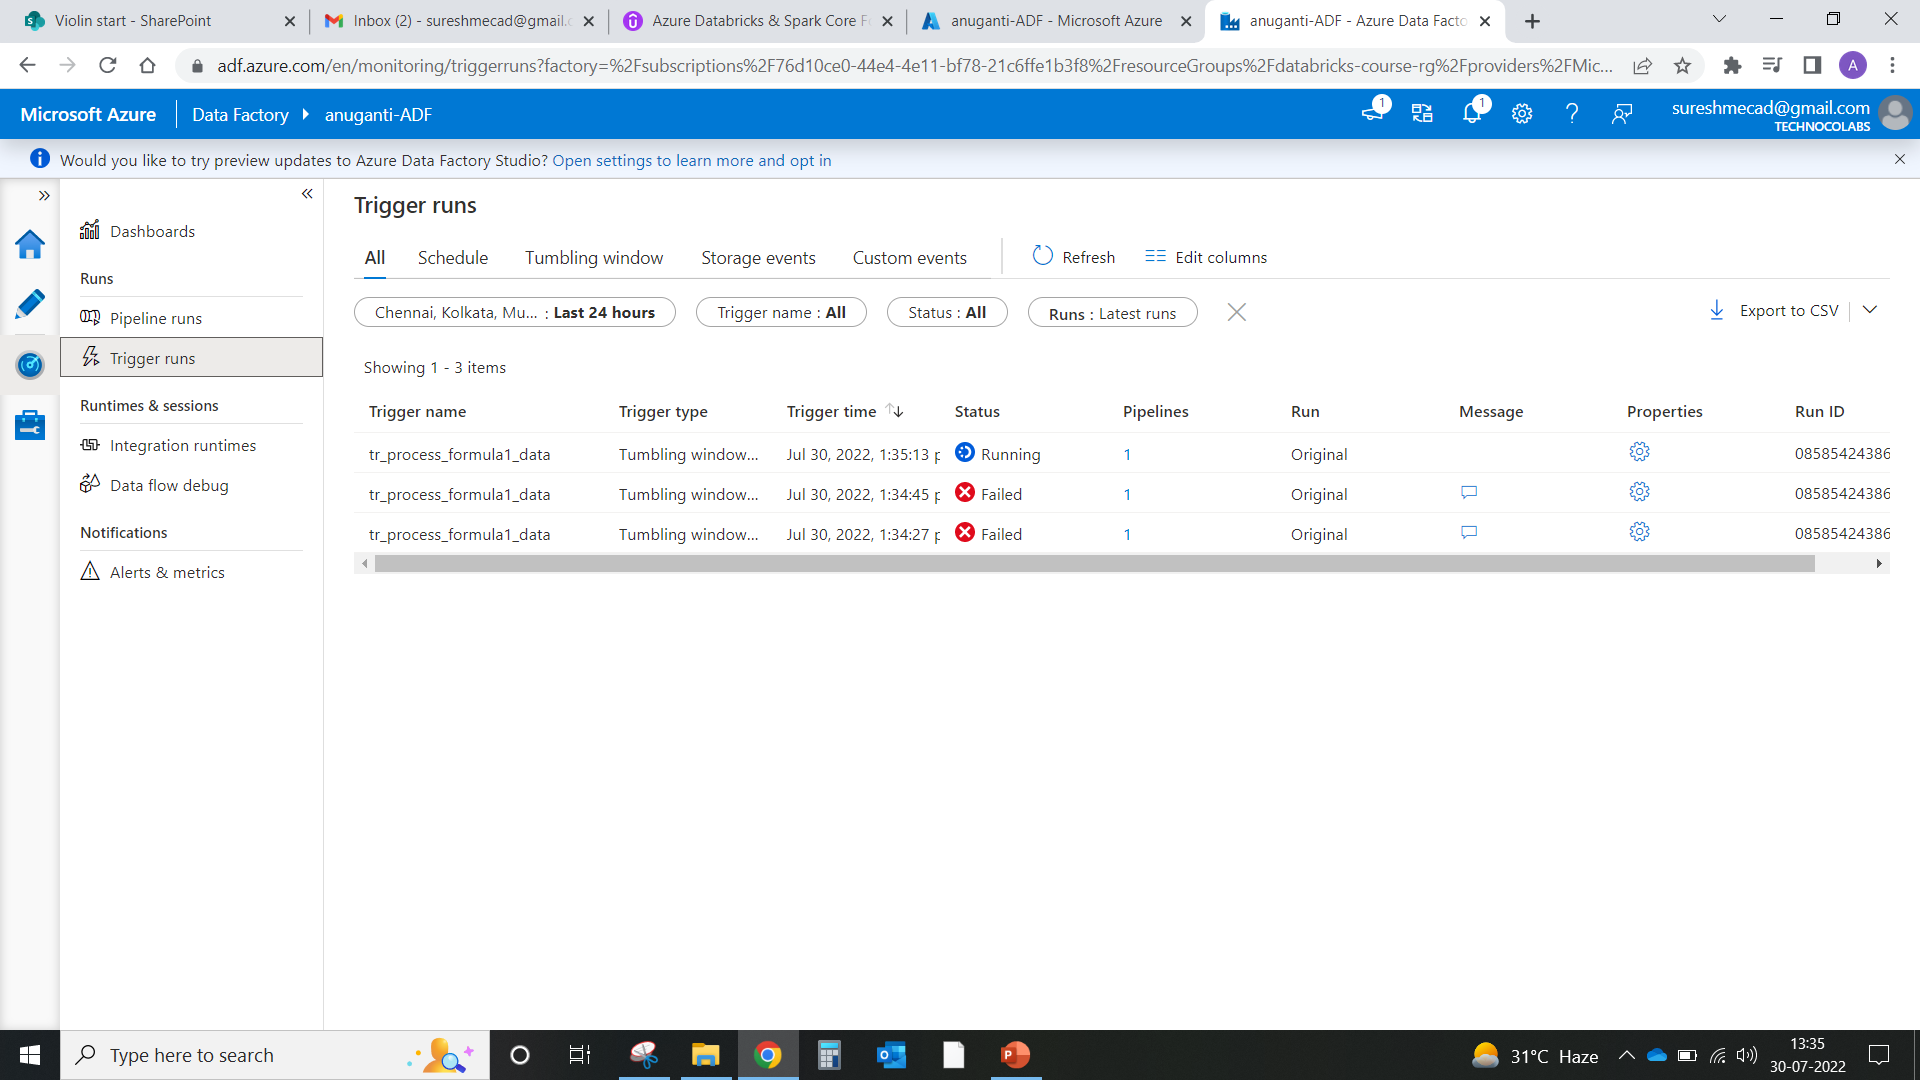 Violin start - SharePoint
Inbox (2) - sureshmecad@gmail.c
Azure Databricks & Spark Core Fo
anuganti-ADF - Microsoft Azure
anuganti-ADF - Azure Data Facto
adf.azure.com/en/monitoring/triggerruns?factory=%2Fsubscriptions%2F76d10ce0-44e4-4e11-bf78-21c6ffe1b3f8%2FresourceGroups%2Fdatabricks-course-rg%2Fproviders%2FMic...
A
Microsoft Azure
Data Factory
anuganti-ADF
1
1
sureshmecad@gmail.com
TECHNOCOLABS
Would you like to try preview updates to Azure Data Factory Studio? Open settings to learn more and opt in
Dashboards
Runs
Pipeline runs
Trigger runs
Runtimes & sessions
Integration runtimes
Data flow debug
Notifications
Alerts & metrics
Trigger runs
All Schedule Tumbling window Storage events Custom events Refresh Edit columns
Chennai, Kolkata, Mu... : Last 24 hours Trigger name : All Status : All Runs : Latest runs Export to CSV
Showing 1 - 3 items
Trigger name Trigger type Trigger time Status Pipelines Run Message Properties Run ID
tr_process_formula1_data Tumbling window... Jul 30, 2022, 1:35:13 p Running 1 Original 08585424386
tr_process_formula1_data Tumbling window... Jul 30, 2022, 1:34:45 p Failed 1 Original 08585424386
tr_process_formula1_data Tumbling window... Jul 30, 2022, 1:34:27 p Failed 1 Original 08585424386
Type here to search
31°C Haze
13:35
30-07-2022